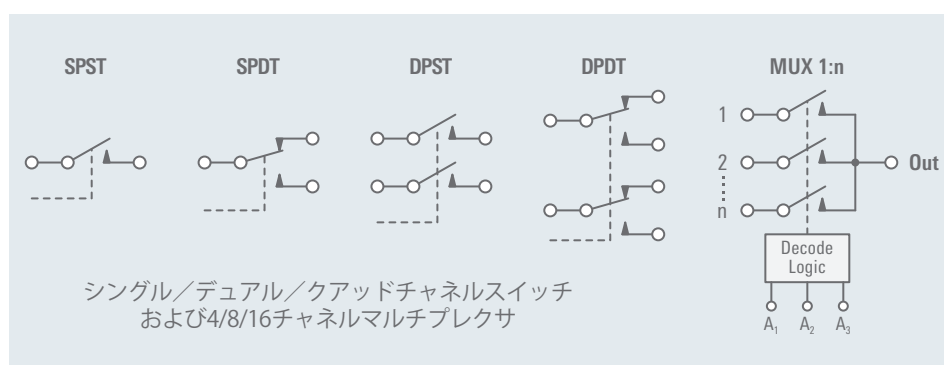 SPST
SPDT
DPST
DPDT
MUX 1:n
1
2
n
Out
Decode
Logic
A₁ A₂ A₃
シングル／デュアル／クアッドチャネルスイッチ
および4/8/16チャネルマルチプレクサ